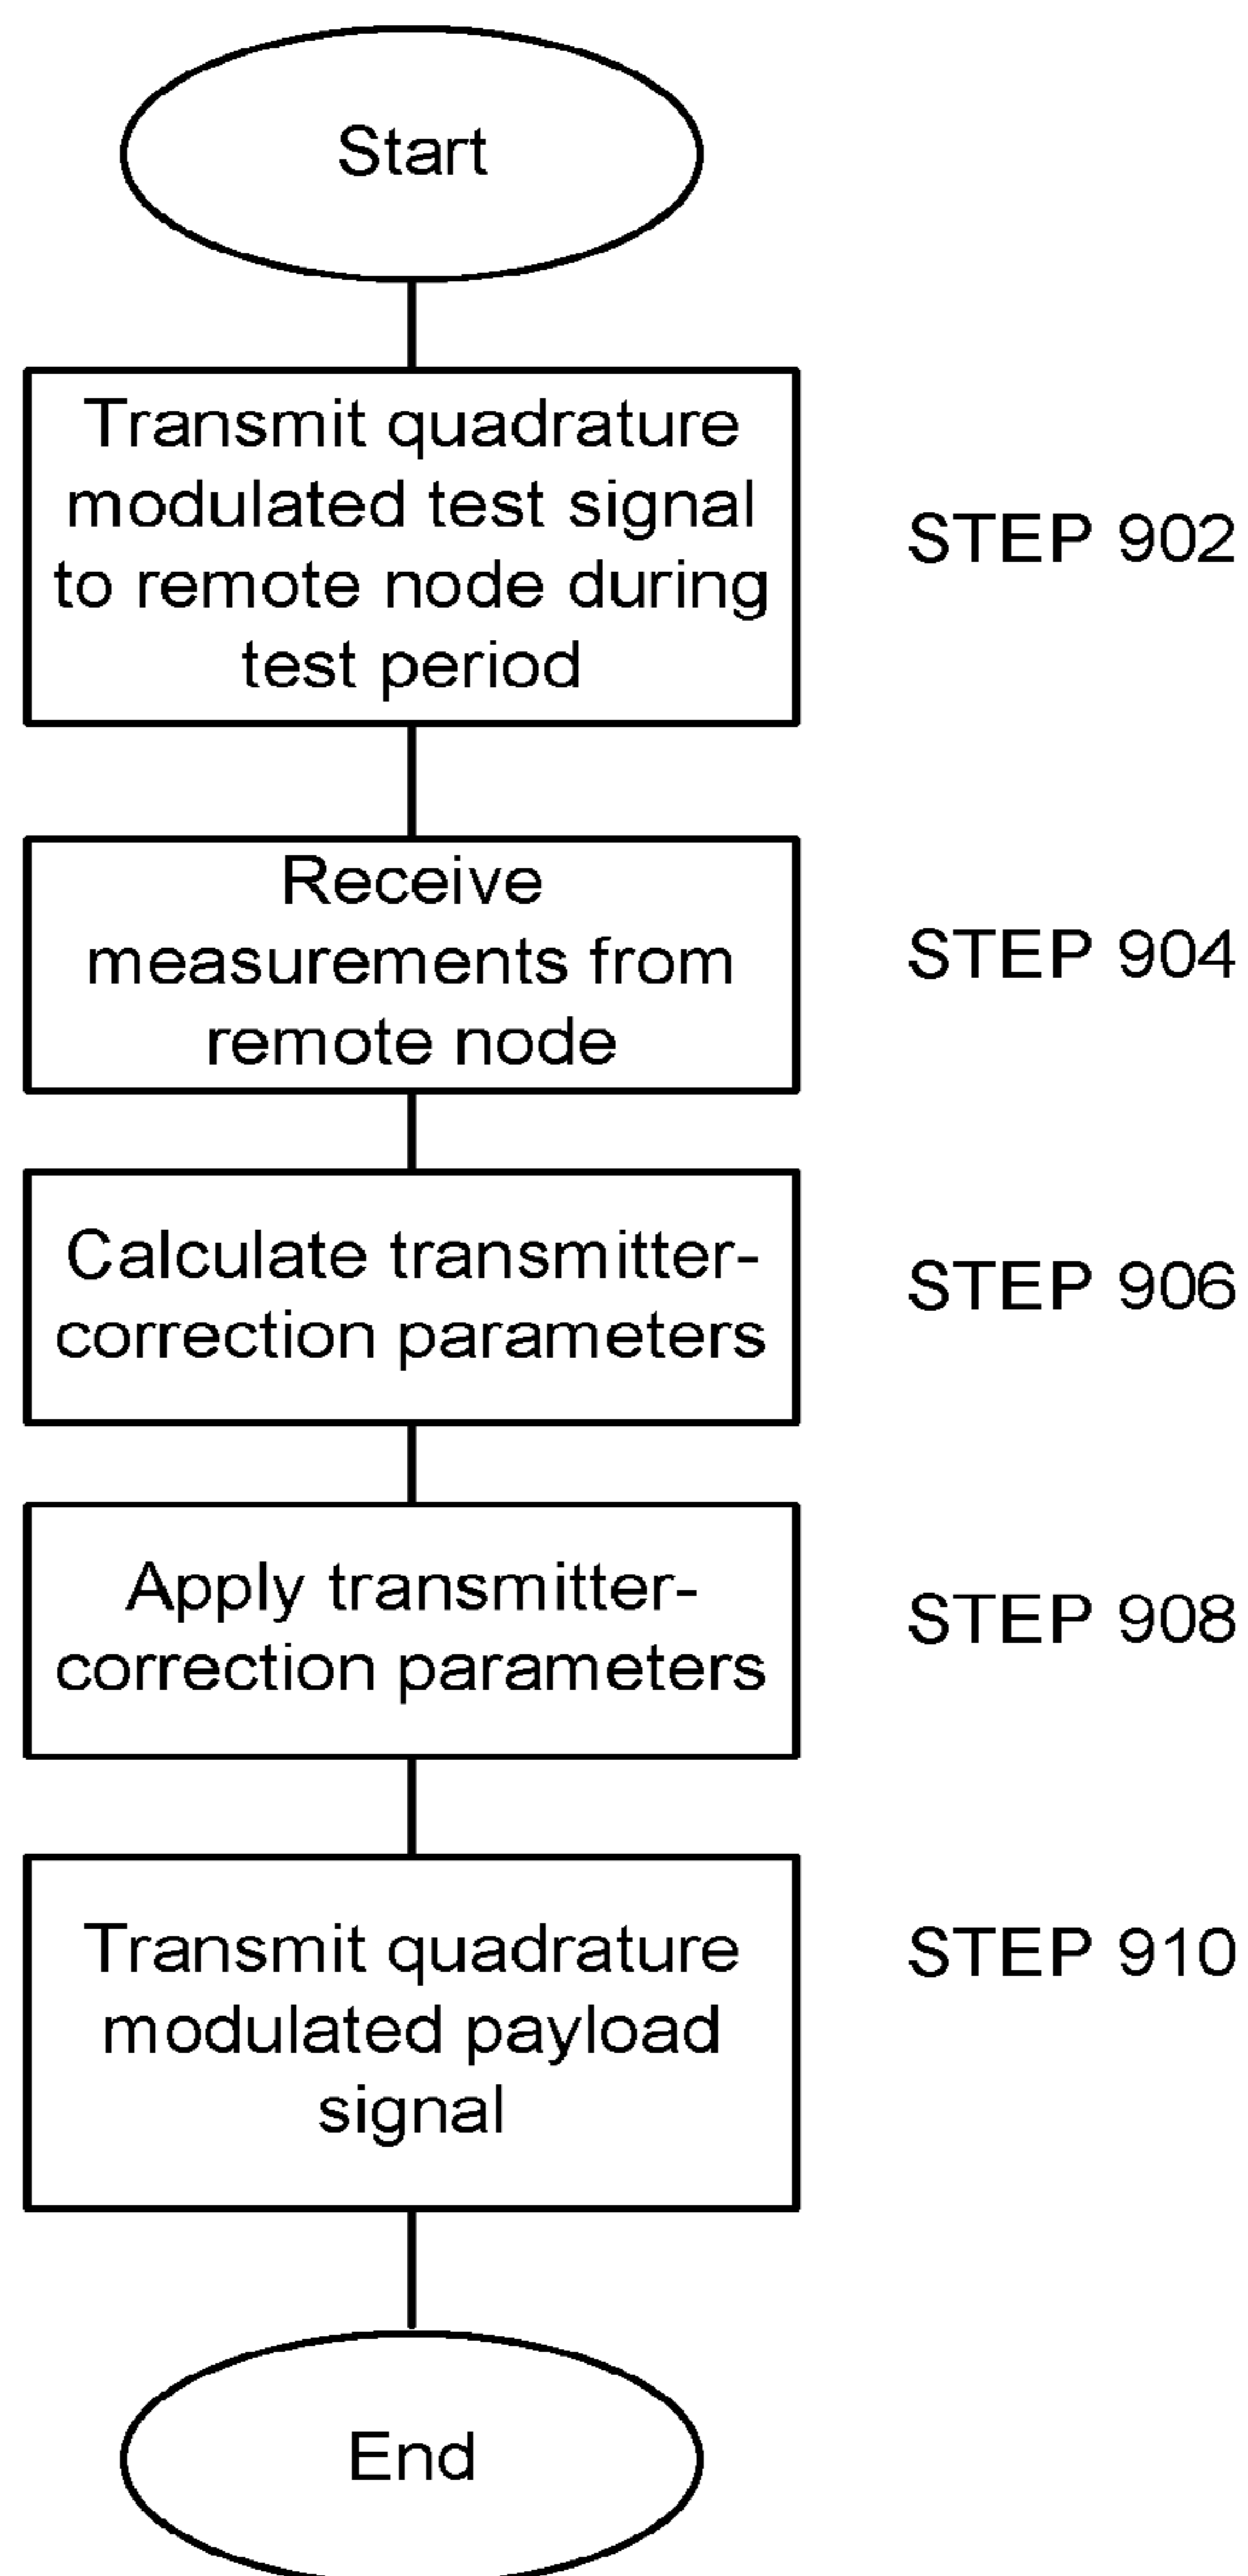 Start
Transmit quadrature
modulated test signal
to remote node during
test period
STEP 902
Receive
measurements from
remote node
STEP 904
Calculate transmitter-
correction parameters
STEP 906
Apply transmitter-
correction parameters
STEP 908
Transmit quadrature
modulated payload
signal
STEP 910
End